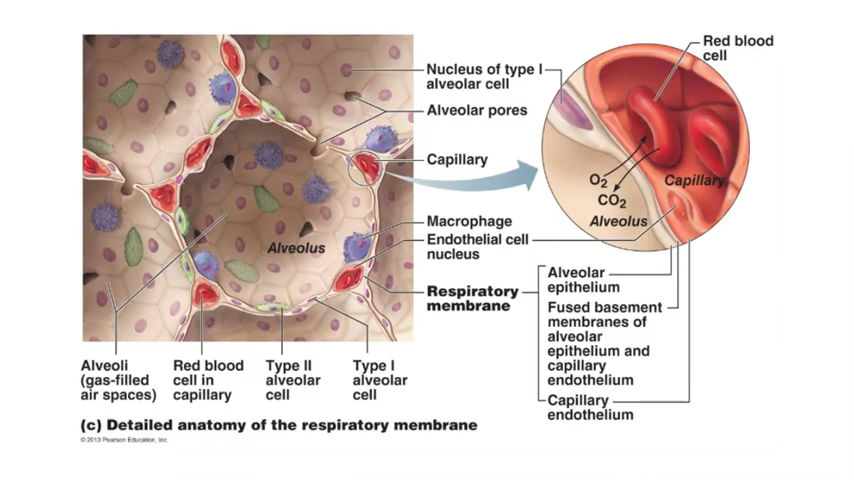 Red blood
cell
Nucleus of type I
alveolar cell
Alveolar pores
Capillary
O2
CO2
Capillary
Alveolus
Macrophage
Endothelial cell
nucleus
Alveolus
Respiratory
membrane
Alveolar
epithelium
Fused basement
membranes of
alveolar
epithelium and
capillary
endothelium
Capillary
endothelium
Alveoli
(gas-filled
air spaces)
Red blood
cell in
capillary
Type II
alveolar
cell
Type I
alveolar
cell
(c) Detailed anatomy of the respiratory membrane
© 2013 Pearson Education, Inc.